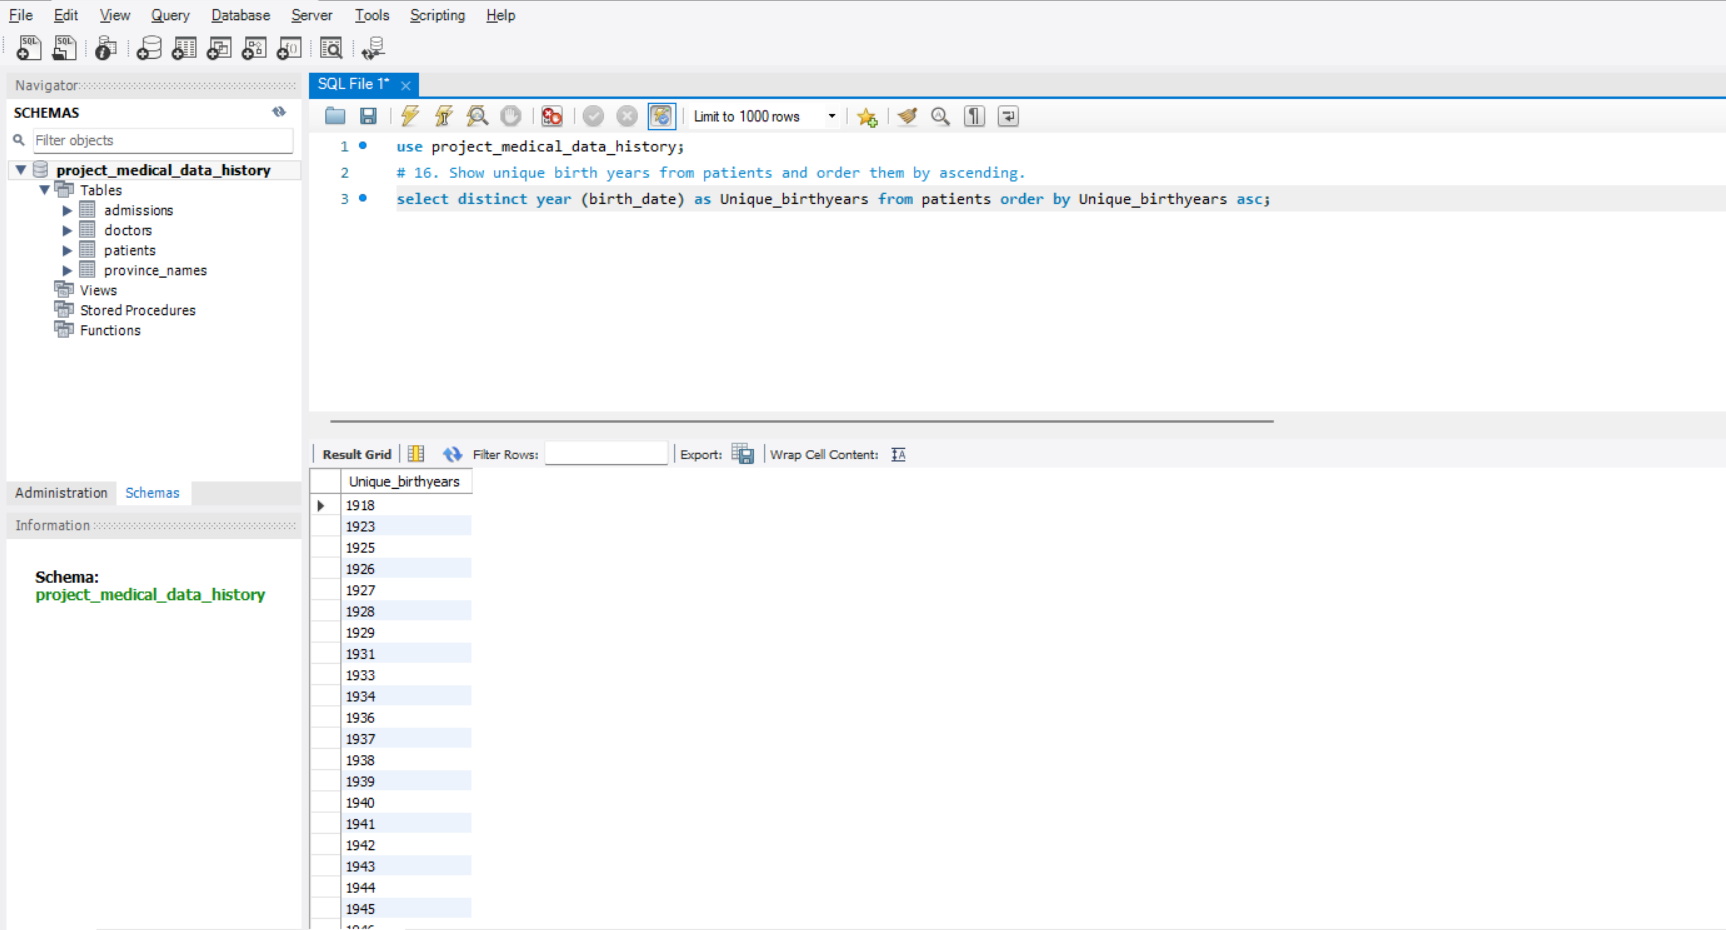 File Edit View Query Database Server Tools Scripting Help
SQL SQL
Navigator
SCHEMAS
Filter objects
project_medical_data_history
Tables
admissions
doctors
patients
province_names
Views
Stored Procedures
Functions
Administration Schemas
Information
Schema:
project_medical_data_history
SQL File 1*
Limit to 1000 rows
1 use project_medical_data_history;
2 # 16. Show unique birth years from patients and order them by ascending.
3 select distinct year (birth_date) as Unique_birthyears from patients order by Unique_birthyears asc;
Result Grid Filter Rows: Export: Wrap Cell Content:
Unique_birthyears
1918
1923
1925
1926
1927
1928
1929
1931
1933
1934
1936
1937
1938
1939
1940
1941
1942
1943
1944
1945